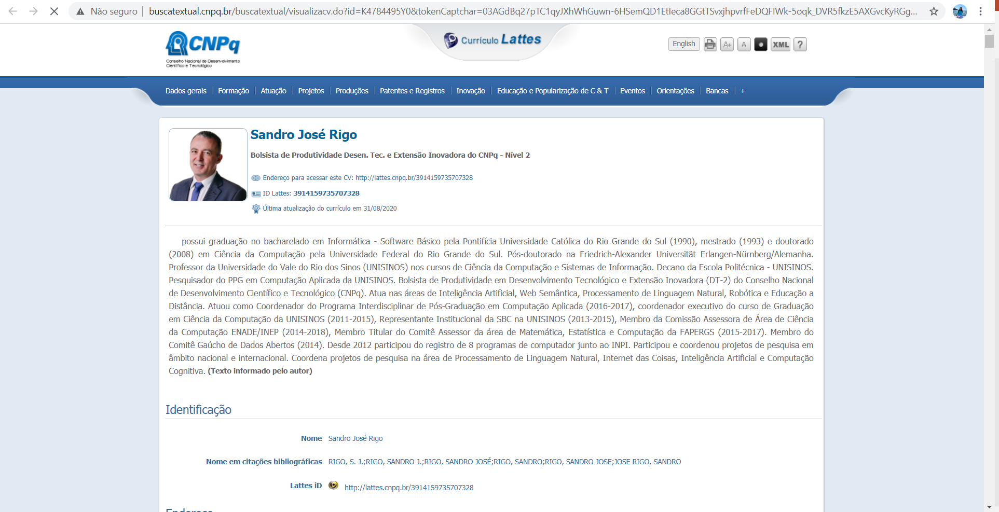 Não seguro | buscatextual.cnpq.br/buscatextual/visualizacv.do?id=K4784495Y0&tokenCaptchar=03AGdBq27pTC1qyJXhWhGuwn-6HSemQD1EtIeca8GGtTSvxjhpvrfFeDQFIWk-5oqk_DVR5fkzE5AXGvcKyRGg...
CNPq
Conselho Nacional de Desenvolvimento
Científico e Tecnológico
Currículo Lattes
English A+ A XML ?
Dados gerais | Formação | Atuação | Projetos | Produções | Patentes e Registros | Inovação | Educação e Popularização de C & T | Eventos | Orientações | Bancas | +
Sandro José Rigo
Bolsista de Produtividade Desen. Tec. e Extensão Inovadora do CNPq - Nível 2
Endereço para acessar este CV: http://lattes.cnpq.br/3914159735707328
ID Lattes: 3914159735707328
Última atualização do currículo em 31/08/2020
possui graduação no bacharelado em Informática - Software Básico pela Pontifícia Universidade Católica do Rio Grande do Sul (1990), mestrado (1993) e doutorado
(2008) em Ciência da Computação pela Universidade Federal do Rio Grande do Sul. Pós-doutorado na Friedrich-Alexander Universität Erlangen-Nürnberg/Alemanha.
Professor da Universidade do Vale do Rio dos Sinos (UNISINOS) nos cursos de Ciência da Computação e Sistemas de Informação. Decano da Escola Politécnica - UNISINOS.
Pesquisador do PPG em Computação Aplicada da UNISINOS. Bolsista de Produtividade em Desenvolvimento Tecnológico e Extensão Inovadora (DT-2) do Conselho Nacional
de Desenvolvimento Científico e Tecnológico (CNPq). Atua nas áreas de Inteligência Artificial, Web Semântica, Processamento de Linguagem Natural, Robótica e Educação a
Distância. Atuou como Coordenador do Programa Interdisciplinar de Pós-Graduação em Computação Aplicada (2016-2017), coordenador executivo do curso de Graduação
em Ciência da Computação da UNISINOS (2011-2015), Representante Institucional da SBC na UNISINOS (2013-2015), Membro da Comissão Assessora de Área de Ciência
da Computação ENADE/INEP (2014-2018), Membro Titular do Comitê Assessor da área de Matemática, Estatística e Computação da FAPERGS (2015-2017). Membro do
Comitê Gaúcho de Dados Abertos (2014). Desde 2012 participou do registro de 8 programas de computador junto ao INPI. Participou e coordenou projetos de pesquisa em
âmbito nacional e internacional. Coordena projetos de pesquisa na área de Processamento de Linguagem Natural, Internet das Coisas, Inteligência Artificial e Computação
Cognitiva. (Texto informado pelo autor)
Identificação
Nome Sandro José Rigo
Nome em citações bibliográficas RIGO, S. J.;RIGO, SANDRO J.;RIGO, SANDRO JOSÉ;RIGO, SANDRO;RIGO, SANDRO JOSE;JOSE RIGO, SANDRO
Lattes iD http://lattes.cnpq.br/3914159735707328
Endereço